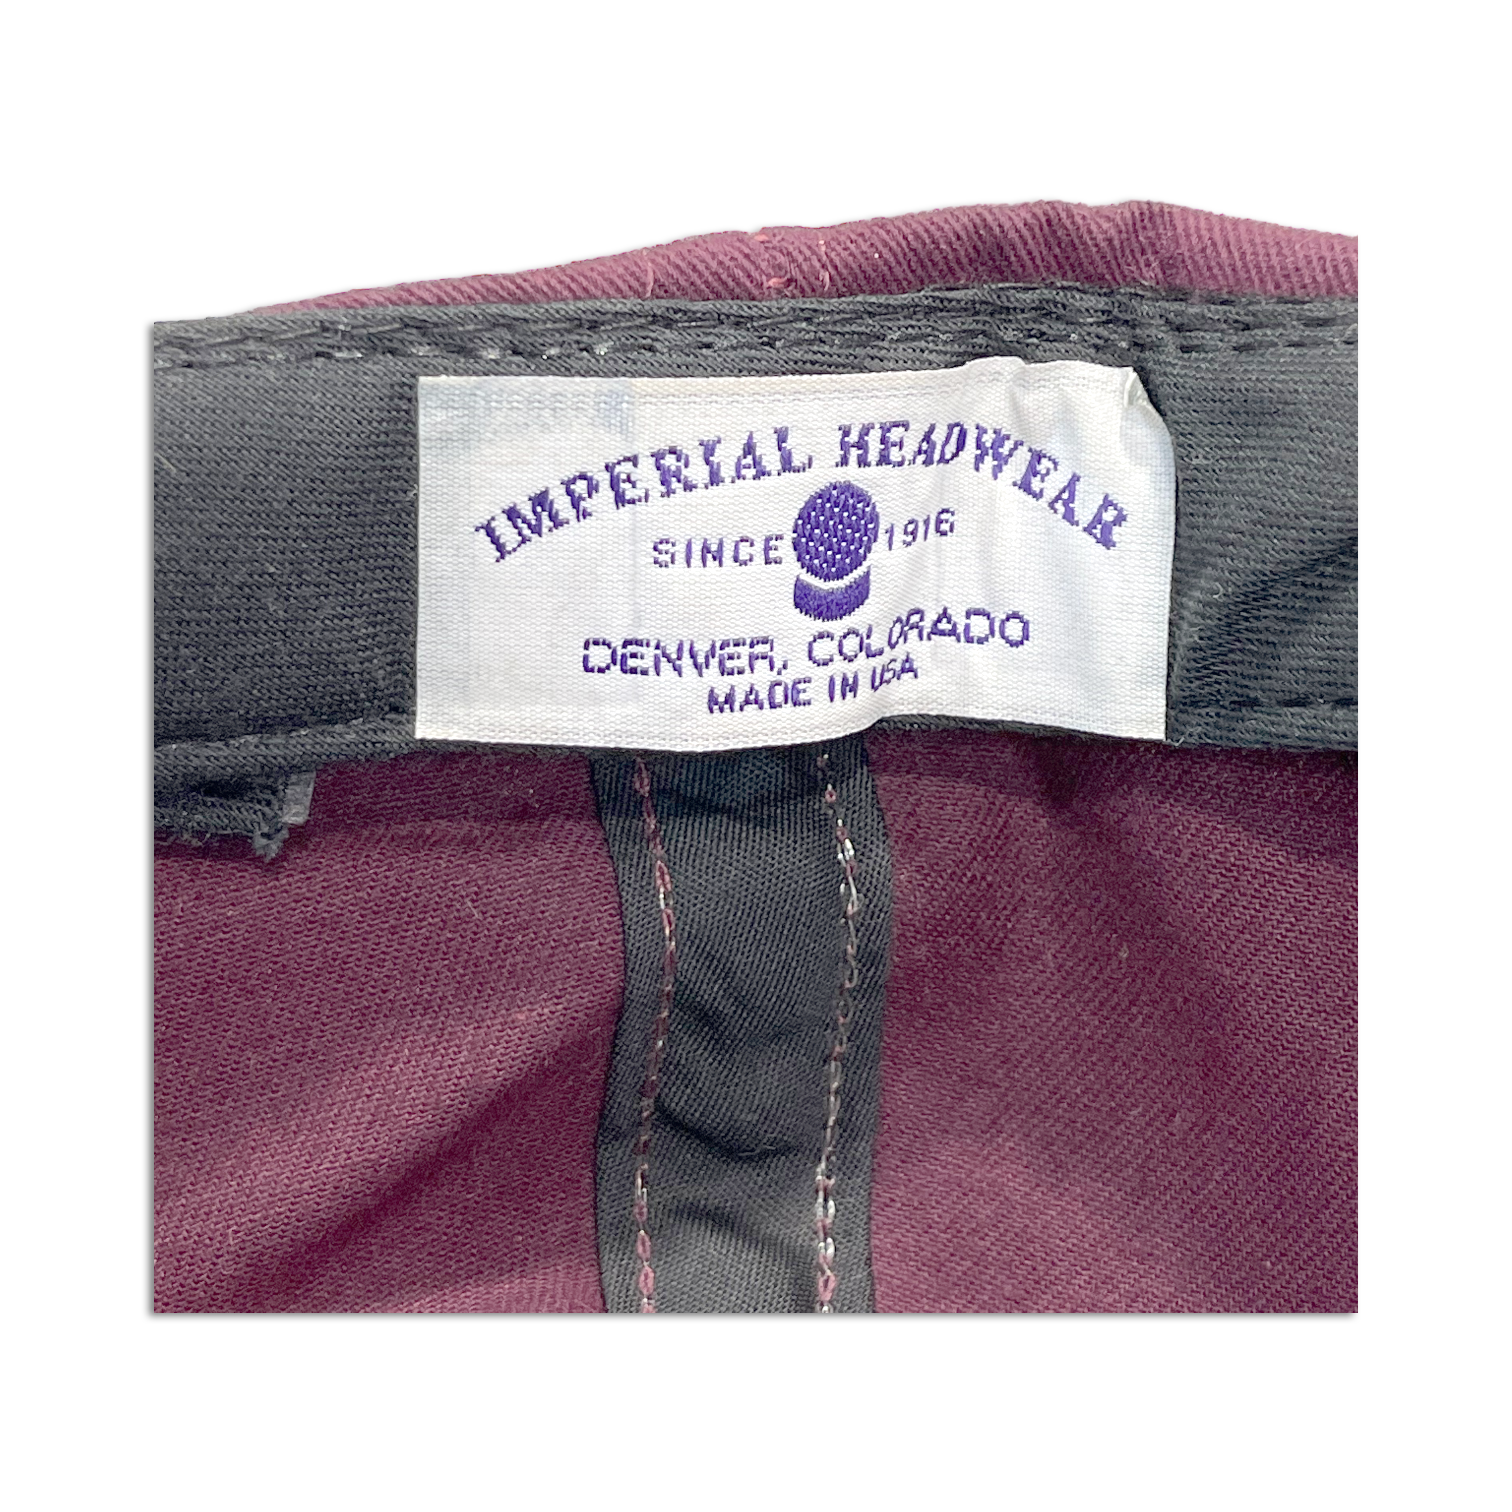 IMPERIAL HEADWEAR
SINCE 1916
DENVER, COLORADO
MADE IN USA